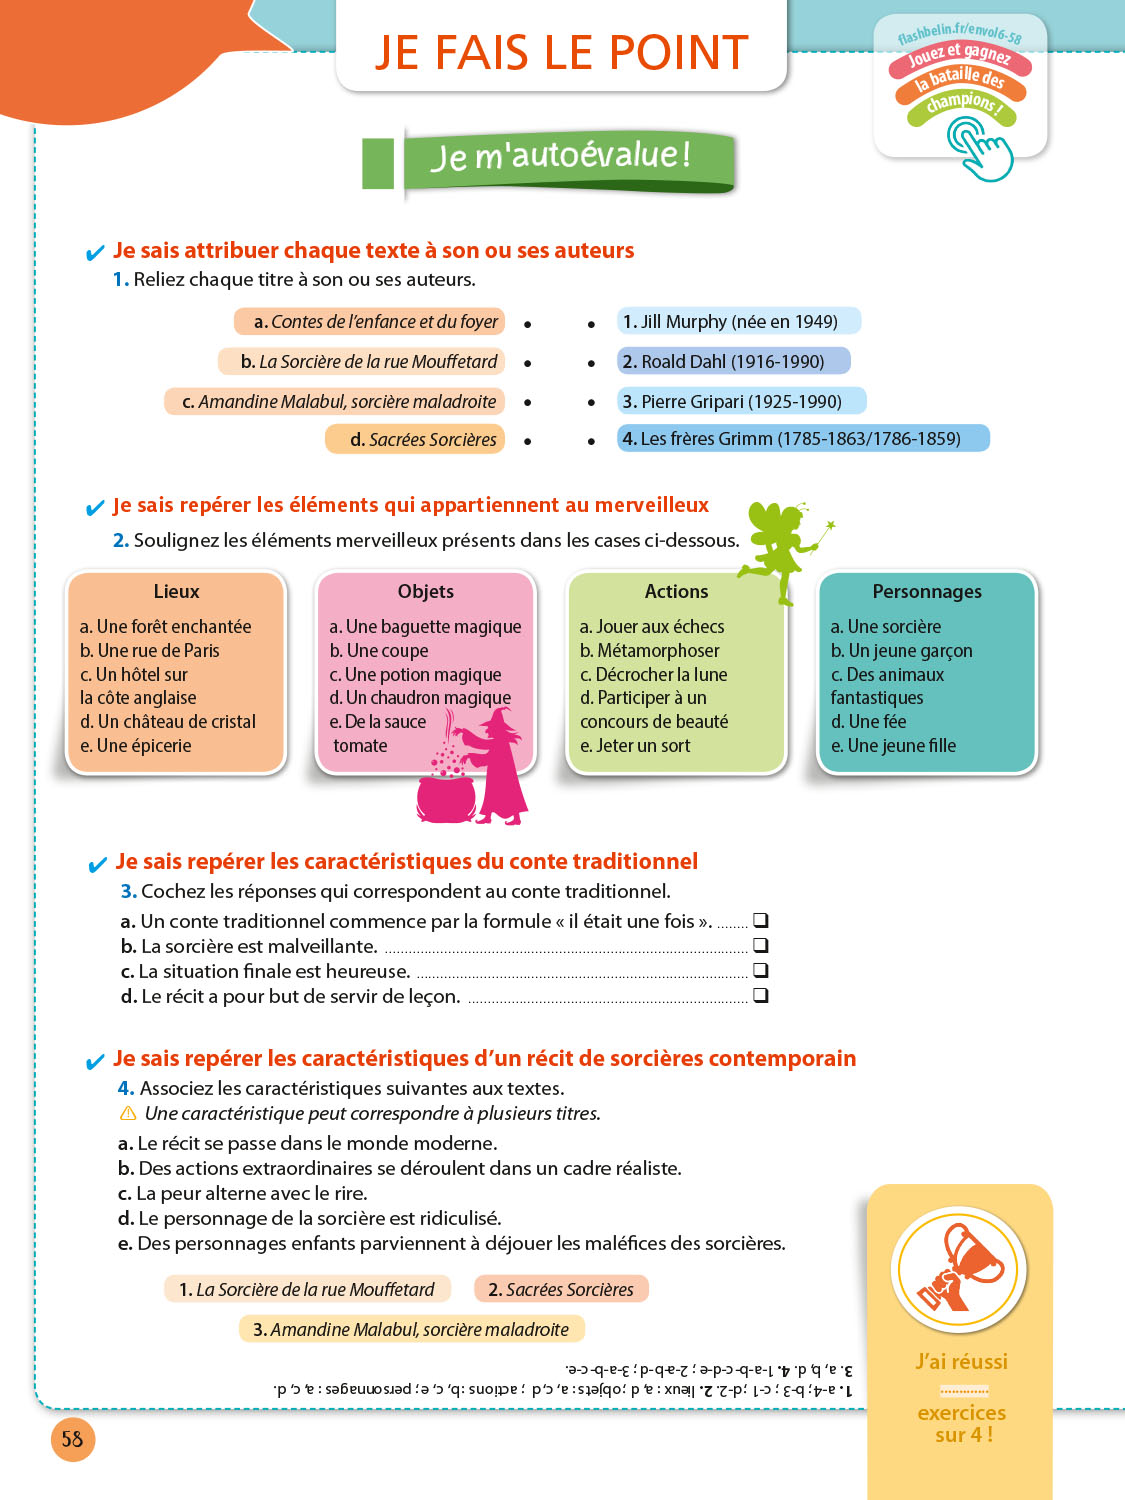 JE FAIS LE POINT
flashbelin.fr/envol6-58
Jouez et gagnez
la bataille des
champions !
Je m'autoévalue !
✔ Je sais attribuer chaque texte à son ou ses auteurs
1. Reliez chaque titre à son ou ses auteurs.
a. Contes de l'enfance et du foyer • • 1. Jill Murphy (née en 1949)
b. La Sorcière de la rue Mouffetard • • 2. Roald Dahl (1916-1990)
c. Amandine Malabul, sorcière maladroite • • 3. Pierre Gripari (1925-1990)
d. Sacrées Sorcières • • 4. Les frères Grimm (1785-1863/1786-1859)
✔ Je sais repérer les éléments qui appartiennent au merveilleux
2. Soulignez les éléments merveilleux présents dans les cases ci-dessous.
Lieux
a. Une forêt enchantée
b. Une rue de Paris
c. Un hôtel sur
la côte anglaise
d. Un château de cristal
e. Une épicerie
Objets
a. Une baguette magique
b. Une coupe
c. Une potion magique
d. Un chaudron magique
e. De la sauce
tomate
Actions
a. Jouer aux échecs
b. Métamorphoser
c. Décrocher la lune
d. Participer à un
concours de beauté
e. Jeter un sort
Personnages
a. Une sorcière
b. Un jeune garçon
c. Des animaux
fantastiques
d. Une fée
e. Une jeune fille
✔ Je sais repérer les caractéristiques du conte traditionnel
3. Cochez les réponses qui correspondent au conte traditionnel.
a. Un conte traditionnel commence par la formule « il était une fois ». ........ ❏
b. La sorcière est malveillante. ........ ❏
c. La situation finale est heureuse. ........ ❏
d. Le récit a pour but de servir de leçon. ........ ❏
✔ Je sais repérer les caractéristiques d'un récit de sorcières contemporain
4. Associez les caractéristiques suivantes aux textes.
⚠ Une caractéristique peut correspondre à plusieurs titres.
a. Le récit se passe dans le monde moderne.
b. Des actions extraordinaires se déroulent dans un cadre réaliste.
c. La peur alterne avec le rire.
d. Le personnage de la sorcière est ridiculisé.
e. Des personnages enfants parviennent à déjouer les maléfices des sorcières.
1. La Sorcière de la rue Mouffetard 2. Sacrées Sorcières
3. Amandine Malabul, sorcière maladroite
1. a-4; b-3 ; c-1 ;d-2. 2. lieux : a, d ;objets : a, c,d ; actions :b, c, e ; personnages : a, c, d.
3. a, b, d. 4. 1-a-b-c-d-e ; 2-a-b-d ; 3-a-b-c-e.
J'ai réussi
.............
exercices
sur 4 !
58